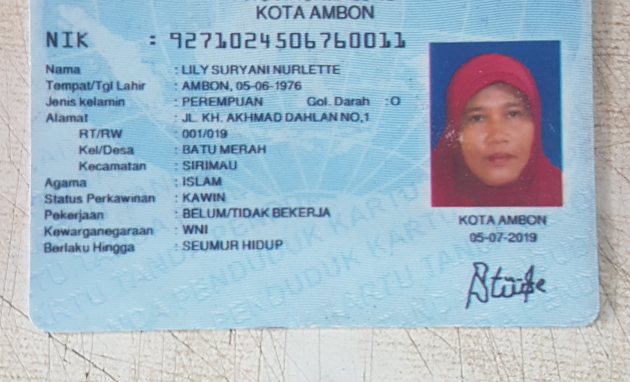 KOTA AMBON
NIK : 9271024506760011
Nama : LILY SURYANI NURLETTE
Tempat/Tgl Lahir : AMBON, 05-06-1976
Jenis kelamin : PEREMPUAN Gol. Darah :O
Alamat : JL. KH. AKHMAD DAHLAN NO,1
RT/RW : 001/019
Kel/Desa : BATU MERAH
Kecamatan : SIRIMAU
Agama : ISLAM
Status Perkawinan : KAWIN
Pekerjaan : BELUM/TIDAK BEKERJA
Kewarganegaraan : WNI
Berlaku Hingga : SEUMUR HIDUP
KOTA AMBON
05-07-2019